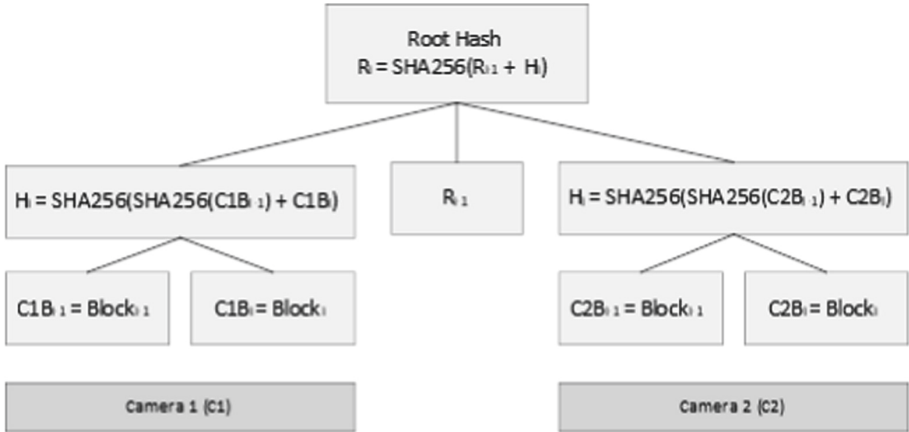 Root Hash
Rᵢ = SHA256(Rᵢ₋₁ + Hᵢ)
Hᵢ = SHA256(SHA256(C1Bᵢ₋₁) + C1Bᵢ)
Rᵢ₋₁
Hᵢ = SHA256(SHA256(C2Bᵢ₋₁) + C2Bᵢ)
C1Bᵢ₋₁ = Blockᵢ₋₁
C1Bᵢ = Blockᵢ
C2Bᵢ₋₁ = Blockᵢ₋₁
C2Bᵢ = Blockᵢ
Camera 1 (C1)
Camera 2 (C2)